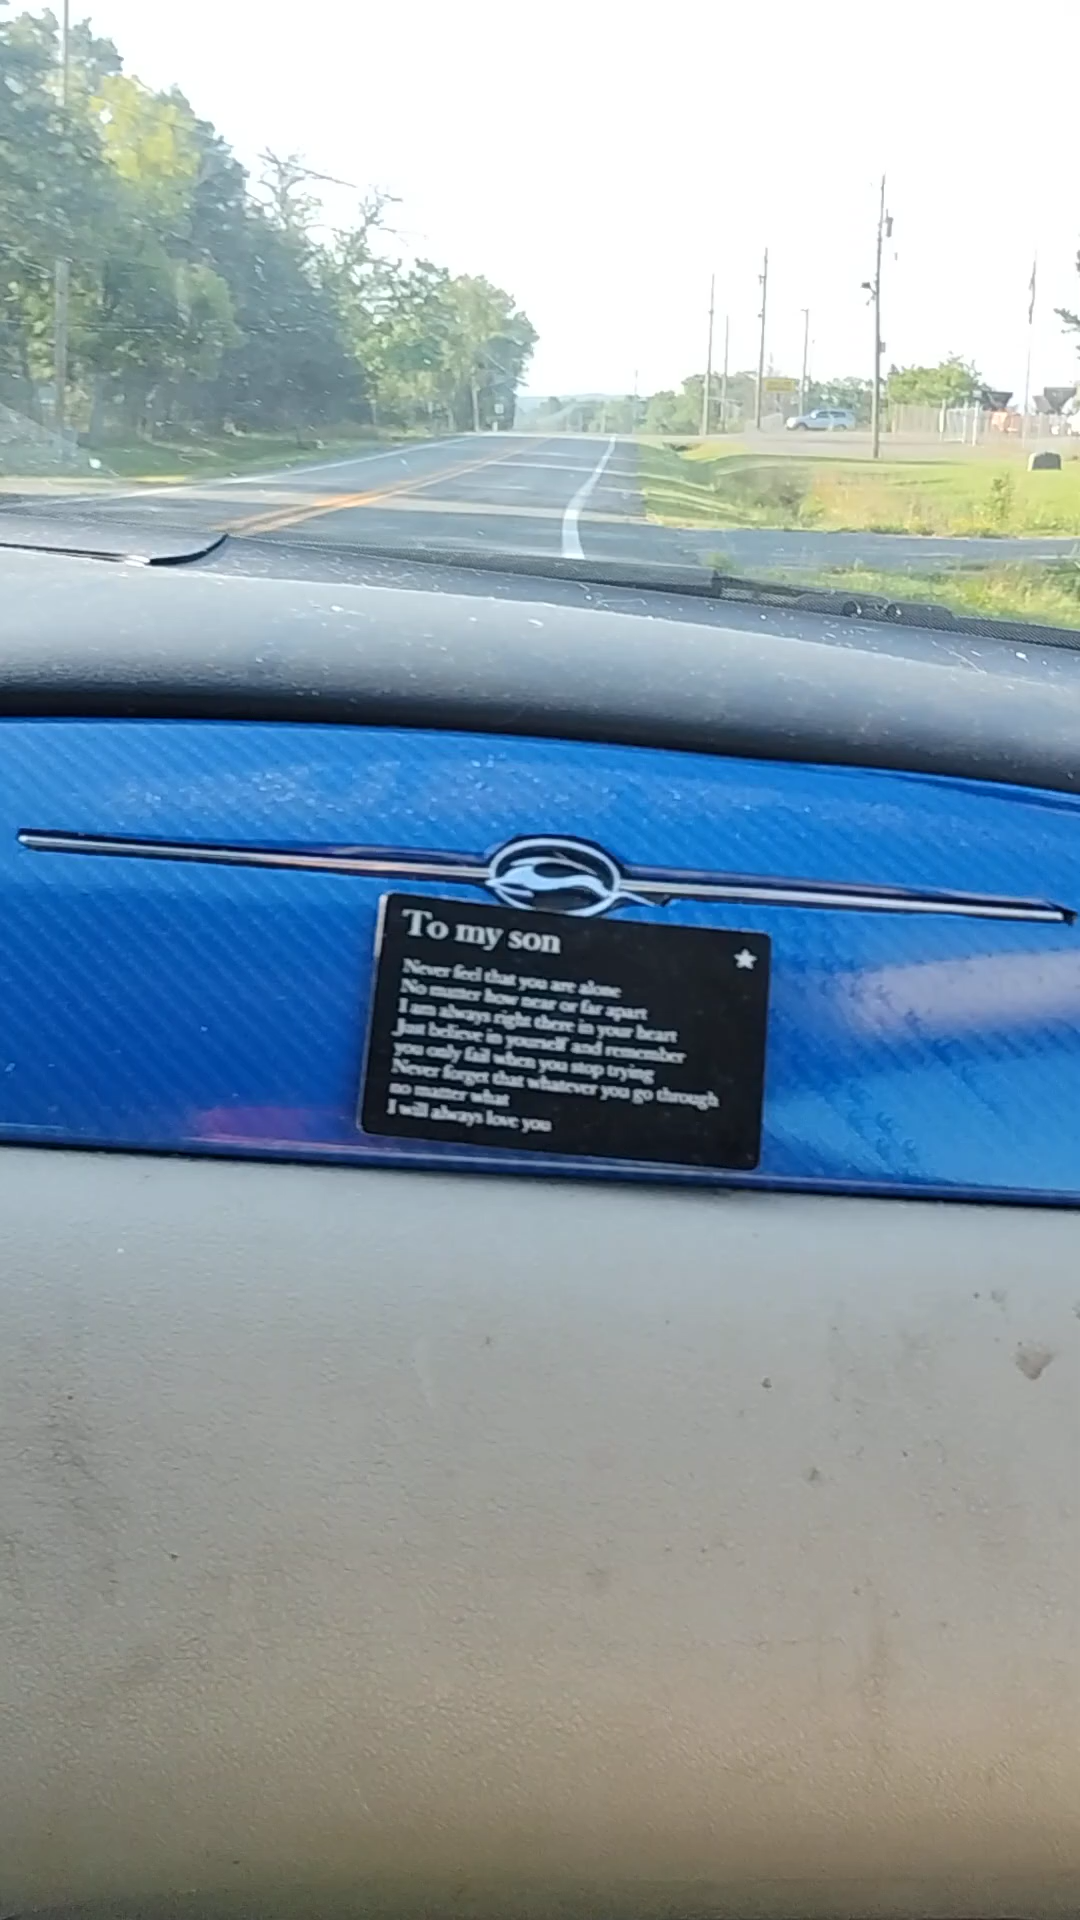 To my son
Never feel that you are alone
No matter how near or far apart
I am always right there in your heart
Just believe in yourself and remember
you only fail when you stop trying
Never forget that whatever you go through
no matter what
I will always love you